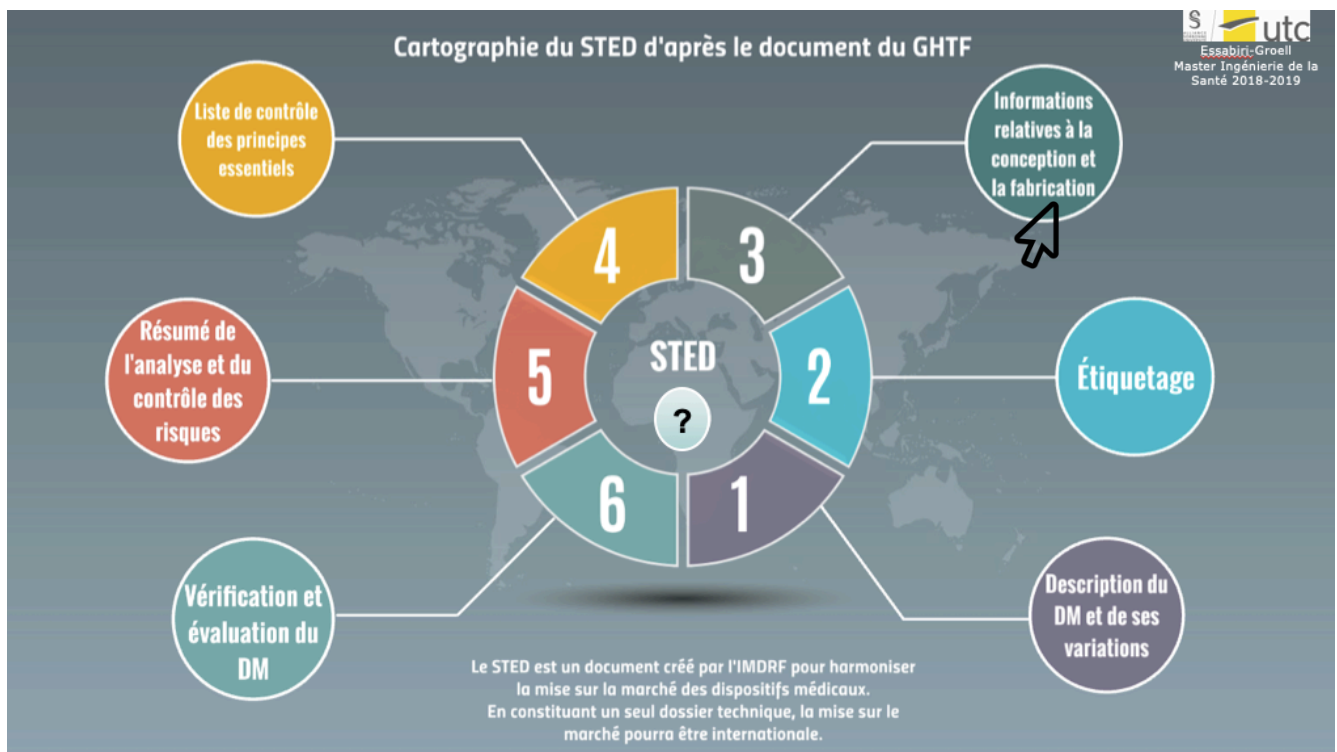 Cartographie du STED d'après le document du GHTF
utc
Essabiri-Groell
Master Ingénierie de la
Santé 2018-2019
Liste de contrôle
des principes
essentiels
Informations
relatives à la
conception et
la fabrication
4
3
Résumé de
l'analyse et du
contrôle des
risques
5
STED
?
2
Étiquetage
6
1
Vérification et
évaluation du
DM
Description du
DM et de ses
variations
Le STED est un document créé par l'IMDRF pour harmoniser
la mise sur la marché des dispositifs médicaux.
En constituant un seul dossier technique, la mise sur le
marché pourra être internationale.